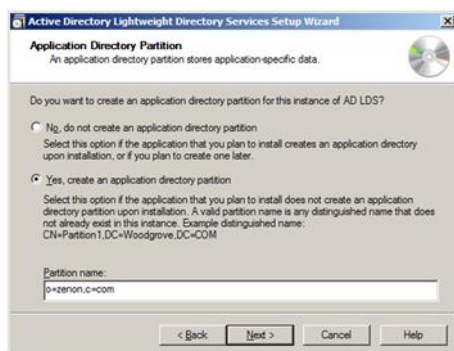 Active Directory Lightweight Directory Services Setup Wizard
Application Directory Partition
An application directory partition stores application-specific data.
Do you want to create an application directory partition for this instance of AD LDS?
No, do not create an application directory partition
Select this option if the application that you plan to install creates an application directory
upon installation, or if you plan to create one later.
Yes, create an application directory partition
Select this option if the application that you plan to install does not create an application
directory partition upon installation. A valid partition name is any distinguished name that does
not already exist in this instance. Example distinguished name:
CN=Partition1,DC=Woodgrove,DC=COM
Partition name:
o=zenon,c=com
< Back Next > Cancel Help